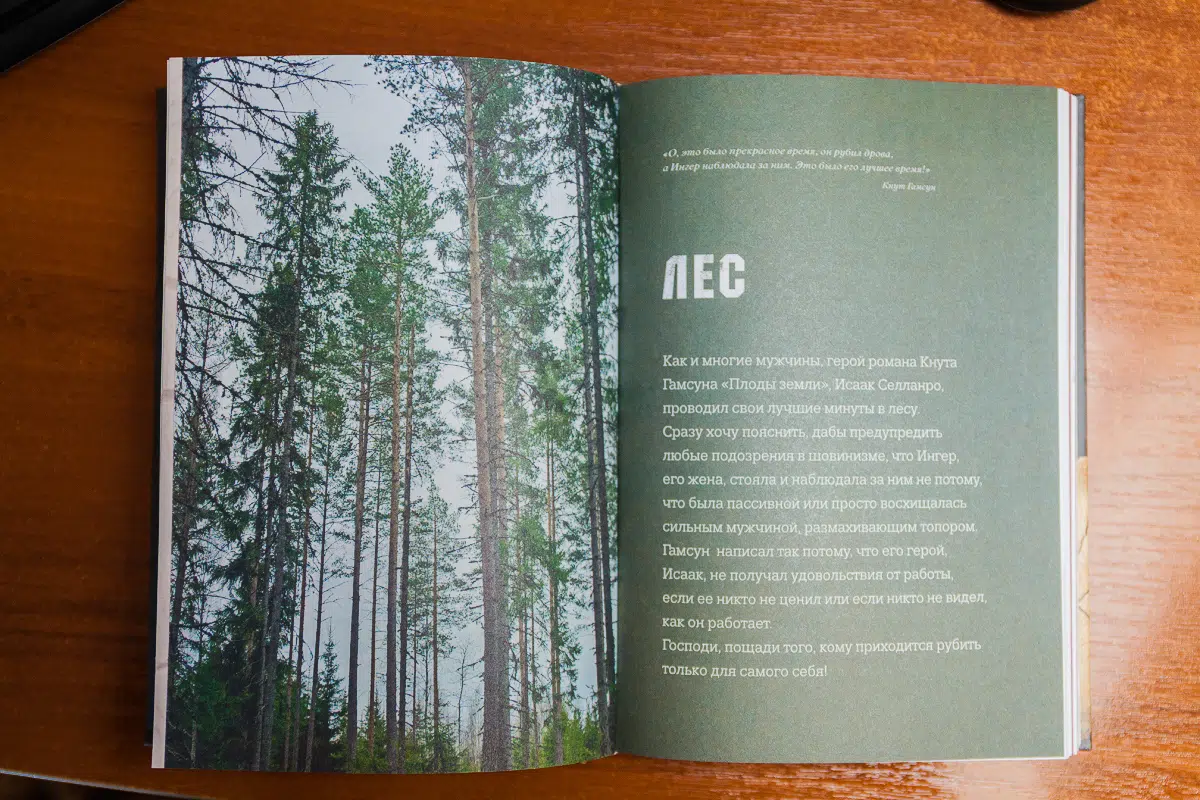 «О, это было прекрасное время, он рубил дрова,
а Ингер наблюдала за ним. Это было его лучшее время!»
Кнут Гамсун
ЛЕС
Как и многие мужчины, герой романа Кнута
Гамсуна «Плоды земли», Исаак Селланро,
проводил свои лучшие минуты в лесу.
Сразу хочу пояснить, дабы предупредить
любые подозрения в шовинизме, что Ингер,
его жена, стояла и наблюдала за ним не потому,
что была пассивной или просто восхищалась
сильным мужчиной, размахивающим топором.
Гамсун написал так потому, что его герой,
Исаак, не получал удовольствия от работы,
если ее никто не ценил или если никто не видел,
как он работает.
Господи, пощади того, кому приходится рубить
только для самого себя!